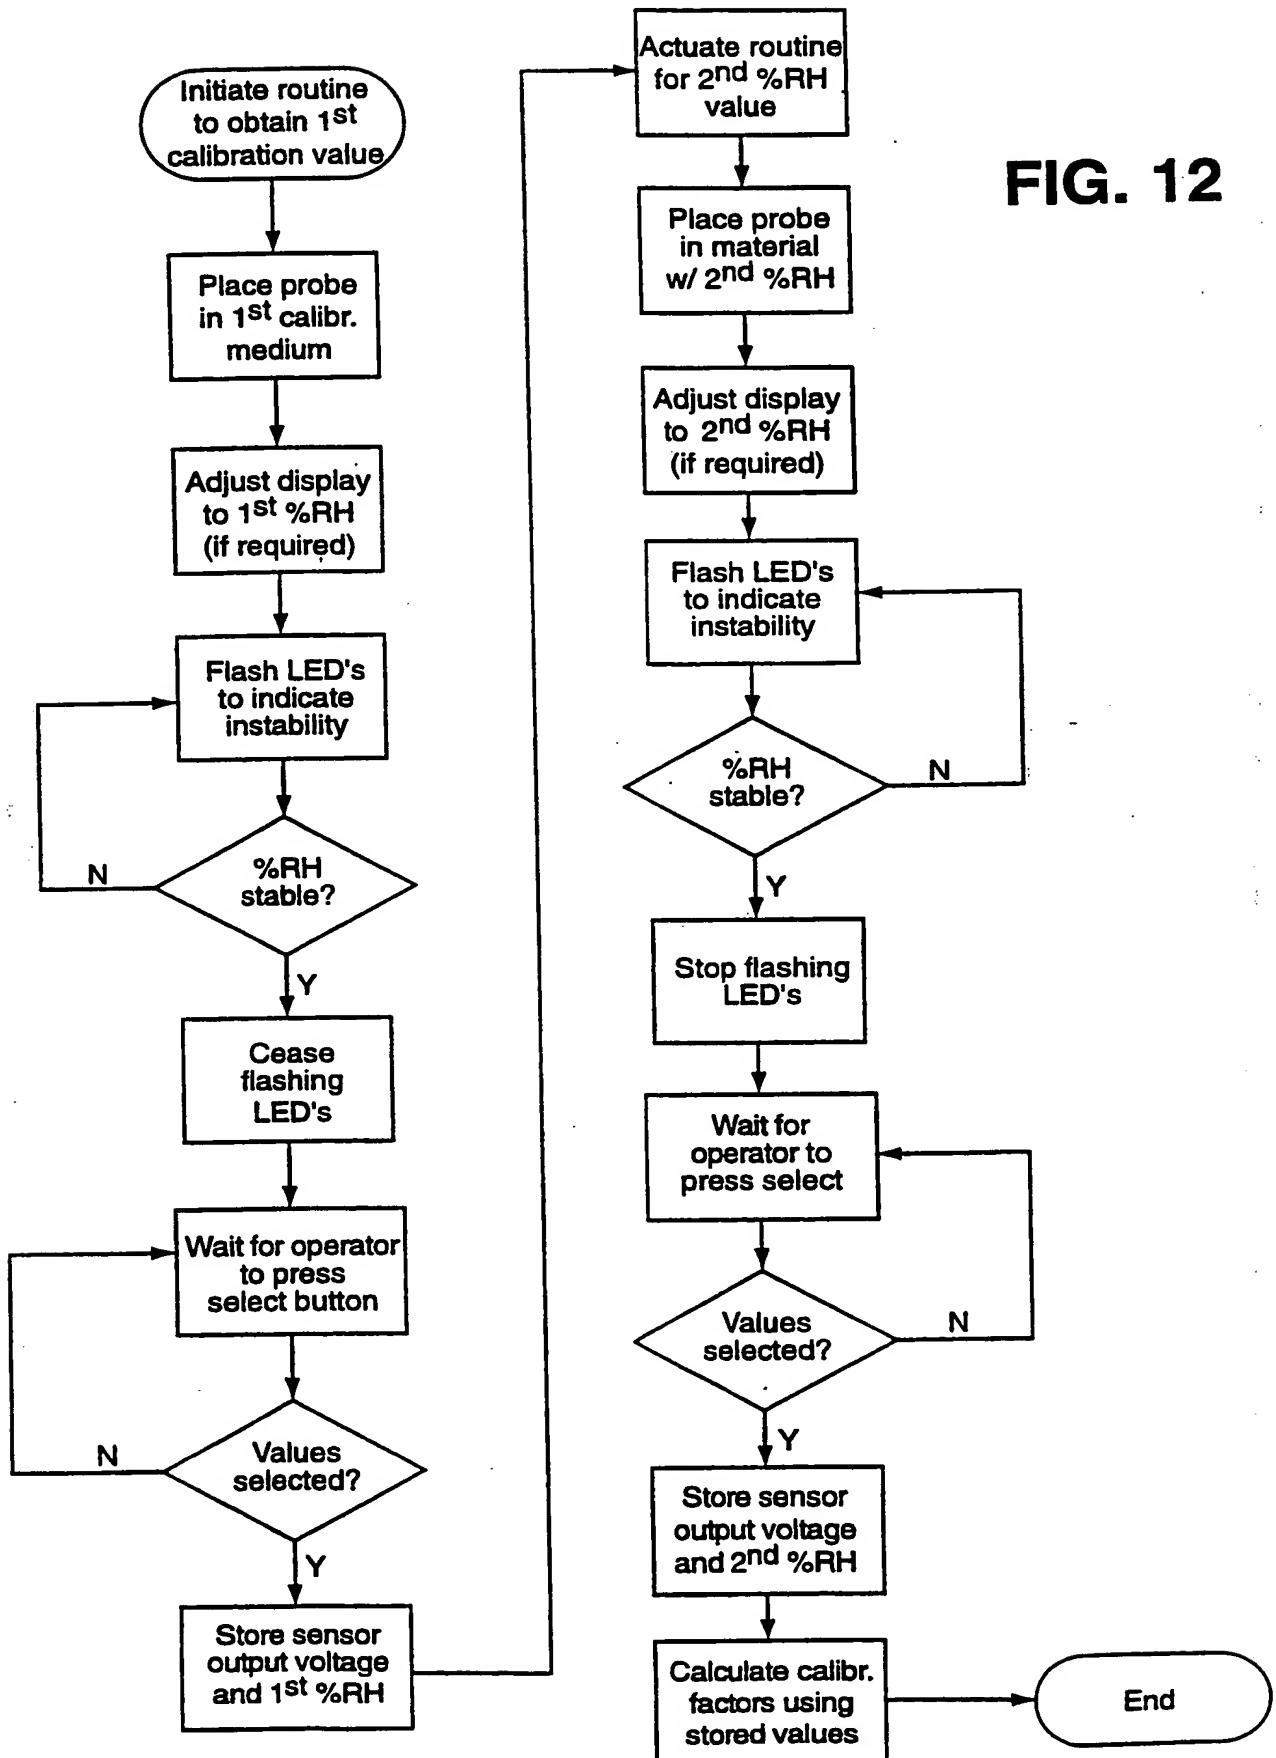 Initiate routine
to obtain 1st
calibration value
Place probe
in 1st calibr.
medium
Adjust display
to 1st %RH
(if required)
Flash LED's
to indicate
instability
%RH
stable?
N
Y
Cease
flashing
LED's
Wait for operator
to press
select button
Values
selected?
N
Y
Store sensor
output voltage
and 1st %RH
Actuate routine
for 2nd %RH
value
Place probe
in material
w/ 2nd %RH
Adjust display
to 2nd %RH
(if required)
Flash LED's
to indicate
instability
%RH
stable?
N
Y
Stop flashing
LED's
Wait for
operator to
press select
Values
selected?
N
Y
Store sensor
output voltage
and 2nd %RH
Calculate calibr.
factors using
stored values
End
FIG. 12